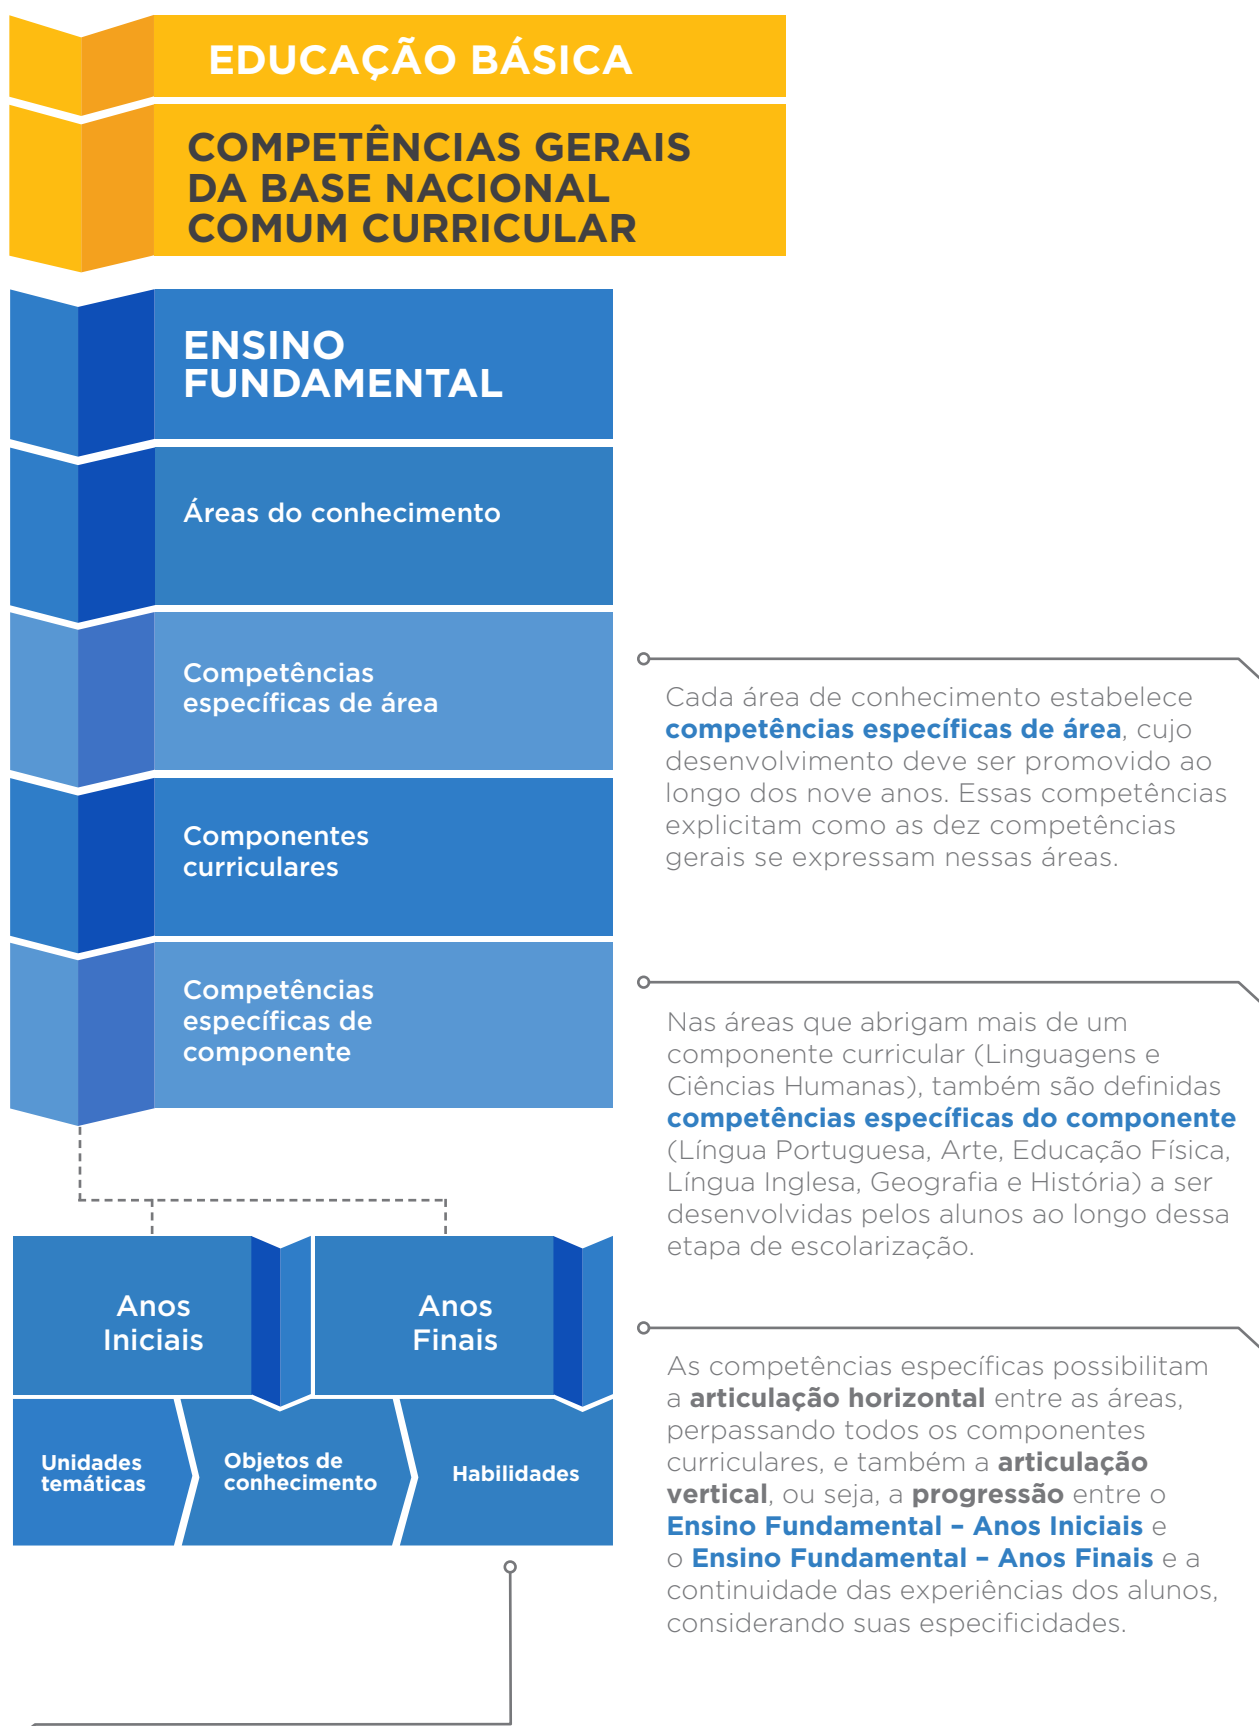 EDUCAÇÃO BÁSICA
COMPETÊNCIAS GERAIS
DA BASE NACIONAL
COMUM CURRICULAR
ENSINO
FUNDAMENTAL
Áreas do conhecimento
Competências
específicas de área
Componentes
curriculares
Competências
específicas de
componente
Anos
Iniciais
Anos
Finais
Unidades
temáticas
Objetos de
conhecimento
Habilidades
Cada área de conhecimento estabelece
competências específicas de área, cujo
desenvolvimento deve ser promovido ao
longo dos nove anos. Essas competências
explicitam como as dez competências
gerais se expressam nessas áreas.
Nas áreas que abrigam mais de um
componente curricular (Linguagens e
Ciências Humanas), também são definidas
competências específicas do componente
(Língua Portuguesa, Arte, Educação Física,
Língua Inglesa, Geografia e História) a ser
desenvolvidas pelos alunos ao longo dessa
etapa de escolarização.
As competências específicas possibilitam
a articulação horizontal entre as áreas,
perpassando todos os componentes
curriculares, e também a articulação
vertical, ou seja, a progressão entre o
Ensino Fundamental – Anos Iniciais e
o Ensino Fundamental – Anos Finais e a
continuidade das experiências dos alunos,
considerando suas especificidades.